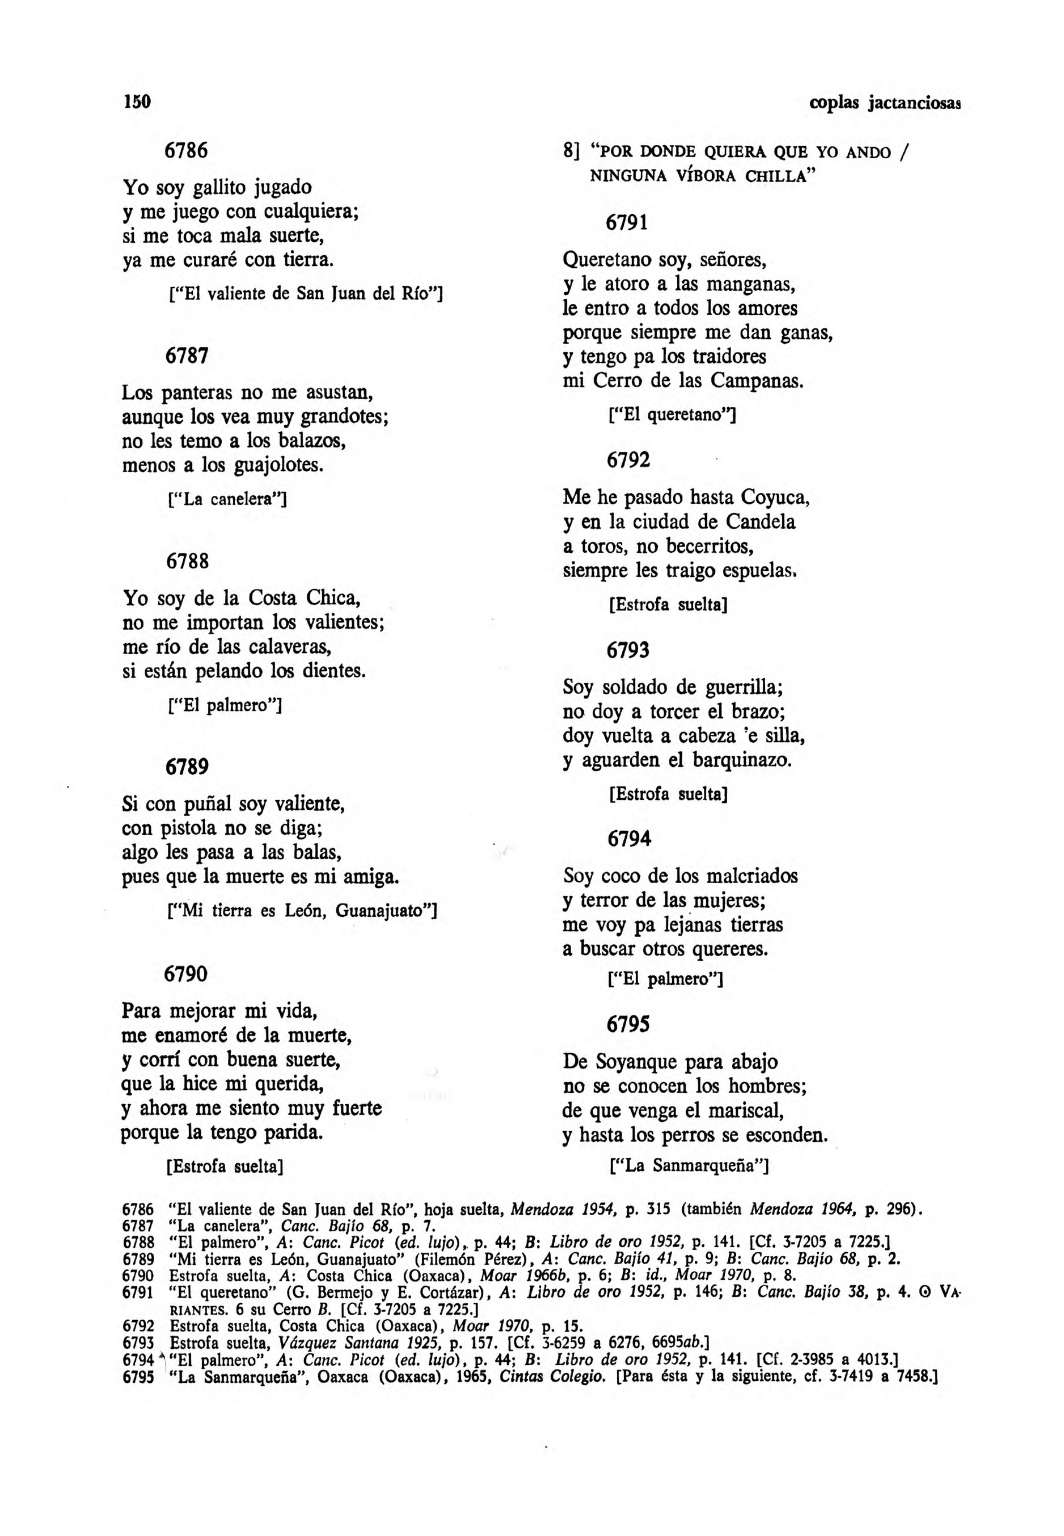 150
coplas jactanciosas
6786
Yo soy gallito jugado
y me juego con cualquiera;
si me toca mala suerte,
ya me curaré con tierra.
["El valiente de San Juan del Río"]
6787
Los panteras no me asustan,
aunque los vea muy grandotes;
no les temo a los balazos,
menos a los guajolotes.
["La canelera"]
6788
Yo soy de la Costa Chica,
no me importan los valientes;
me río de las calaveras,
si están pelando los dientes.
["El palmero"]
6789
Si con puñal soy valiente,
con pistola no se diga;
algo les pasa a las balas,
pues que la muerte es mi amiga.
["Mi tierra es León, Guanajuato"]
6790
Para mejorar mi vida,
me enamoré de la muerte,
y corrí con buena suerte,
que la hice mi querida,
y ahora me siento muy fuerte
porque la tengo parida.
[Estrofa suelta]
8] “POR DONDE QUIERA QUE YO ANDO /
NINGUNA VÍBORA CHILLA”
6791
Queretano soy, señores,
y le atoro a las manganas,
le entro a todos los amores
porque siempre me dan ganas,
y tengo pa los traidores
mi Cerro de las Campanas.
["El queretano"]
6792
Me he pasado hasta Coyuca,
y en la ciudad de Candela
a toros, no becerritos,
siempre les traigo espuelas.
[Estrofa suelta]
6793
Soy soldado de guerrilla;
no doy a torcer el brazo;
doy vuelta a cabeza ’e silla,
y aguarden el barquinazo.
[Estrofa suelta]
6794
Soy coco de los malcriados
y terror de las mujeres;
me voy pa lejanas tierras
a buscar otros quereres.
["El palmero"]
6795
De Soyanque para abajo
no se conocen los hombres;
de que venga el mariscal,
y hasta los perros se esconden.
["La Sanmarqueña"]
6786 "El valiente de San Juan del Río", hoja suelta, Mendoza 1954, p. 315 (también Mendoza 1964, p. 296).
6787 "La canelera", Canc. Bajío 68, p. 7.
6788 "El palmero", A: Canc. Picot (ed. lujo), p. 44; B: Libro de oro 1952, p. 141. [Cf. 3-7205 a 7225.]
6789 "Mi tierra es León, Guanajuato" (Filemón Pérez), A: Canc. Bajío 41, p. 9; B: Canc. Bajío 68, p. 2.
6790 Estrofa suelta, A: Costa Chica (Oaxaca), Moar 1966b, p. 6; B: id., Moar 1970, p. 8.
6791 "El queretano" (G. Bermejo y E. Cortázar), A: Libro de oro 1952, p. 146; B: Canc. Bajío 38, p. 4. ⊙ VA-
RIANTES. 6 su Cerro B. [Cf. 3-7205 a 7225.]
6792 Estrofa suelta, Costa Chica (Oaxaca), Moar 1970, p. 15.
6793 Estrofa suelta, Vázquez Santana 1925, p. 157. [Cf. 3-6259 a 6276, 6695ab.]
6794 "El palmero", A: Canc. Picot (ed. lujo), p. 44; B: Libro de oro 1952, p. 141. [Cf. 2-3985 a 4013.]
6795 "La Sanmarqueña", Oaxaca (Oaxaca), 1965, Cintas Colegio. [Para ésta y la siguiente, cf. 3-7419 a 7458.]